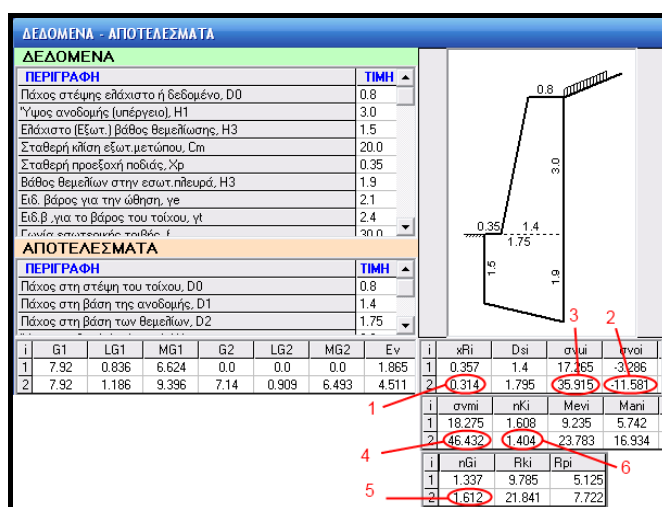 ΔΕΔΟΜΕΝΑ - ΑΠΟΤΕΛΕΣΜΑΤΑ
ΔΕΔΟΜΕΝΑ
ΠΕΡΙΓΡΑΦΗ ΤΙΜΗ
Πάχος στέψης ελάχιστο ή δεδομένο, D0 0.8
Ύψος ανοδομής (υπέργειο), H1 3.0
Ελάχιστο (Εξωτ.) βάθος θεμελίωσης, H3 1.5
Σταθερή κλίση εξωτ.μετώπου, Cm 20.0
Σταθερή προεξοχή ποδιάς, Xp 0.35
Βάθος θεμελίων στην εσωτ.πλευρά, H3 1.9
Ειδ. βάρος για την ώθηση, γe 2.1
Ειδ.β ,για το βάρος του τοίχου, γt 2.4
Γωνία εσωτερικής τριβής, f 30.0
ΑΠΟΤΕΛΕΣΜΑΤΑ
ΠΕΡΙΓΡΑΦΗ ΤΙΜΗ
Πάχος στη στέψη του τοίχου, D0 0.8
Πάχος στη βάση της ανοδομής, D1 1.4
Πάχος στη βάση των θεμελίων, D2 1.75
0.8
3.0
0.35 1.4
1.75
1.5
1.9
i G1 LG1 MG1 G2 LG2 MG2 Ev
1 7.92 0.836 6.624 0.0 0.0 0.0 1.865
2 7.92 1.186 9.396 7.14 0.909 6.493 4.511
3 2
i xRi Dsi συui συoi
1 0.357 1.4 17.265 -3.286
2 0.314 1.795 35.915 -11.581
1
i συmi nKi Mevi Mani
1 18.275 1.608 9.235 5.742
2 46.432 1.404 23.783 16.934
4 6
i nGi Rki Rpi
1 1.337 9.785 5.125
2 1.612 21.841 7.722
5